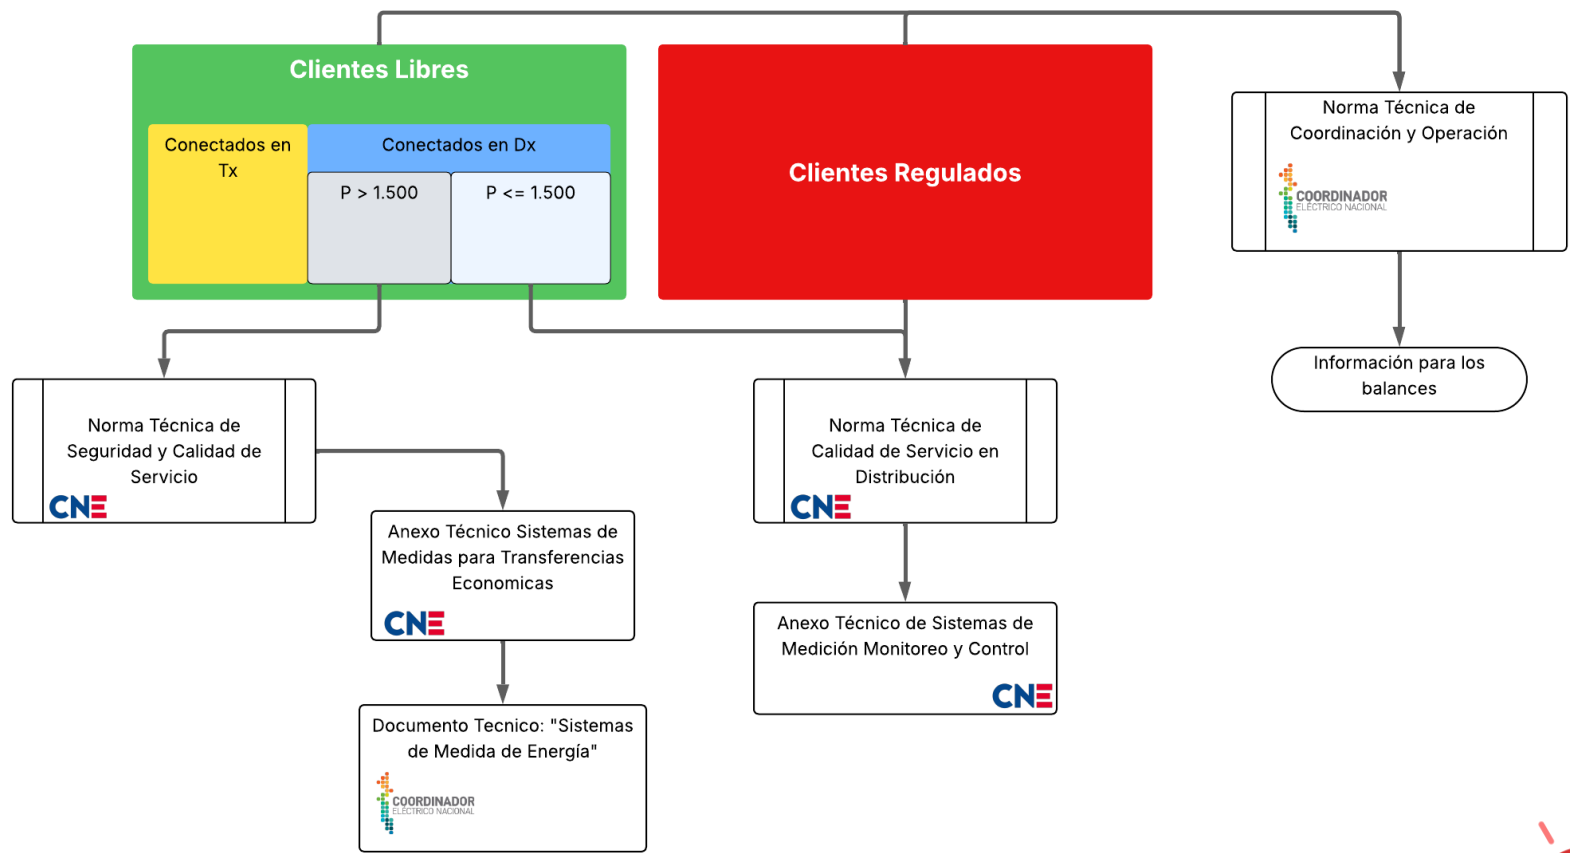 Clientes Libres
Conectados en
Tx
Conectados en Dx
P > 1.500
P <= 1.500
Clientes Regulados
Norma Técnica de
Coordinación y Operación
COORDINADOR
ELÉCTRICO NACIONAL
Información para los
balances
Norma Técnica de
Seguridad y Calidad de
Servicio
CNE
Anexo Técnico Sistemas de
Medidas para Transferencias
Economicas
CNE
Documento Tecnico: "Sistemas
de Medida de Energía"
COORDINADOR
ELÉCTRICO NACIONAL
Norma Técnica de
Calidad de Servicio en
Distribución
CNE
Anexo Técnico de Sistemas de
Medición Monitoreo y Control
CNE